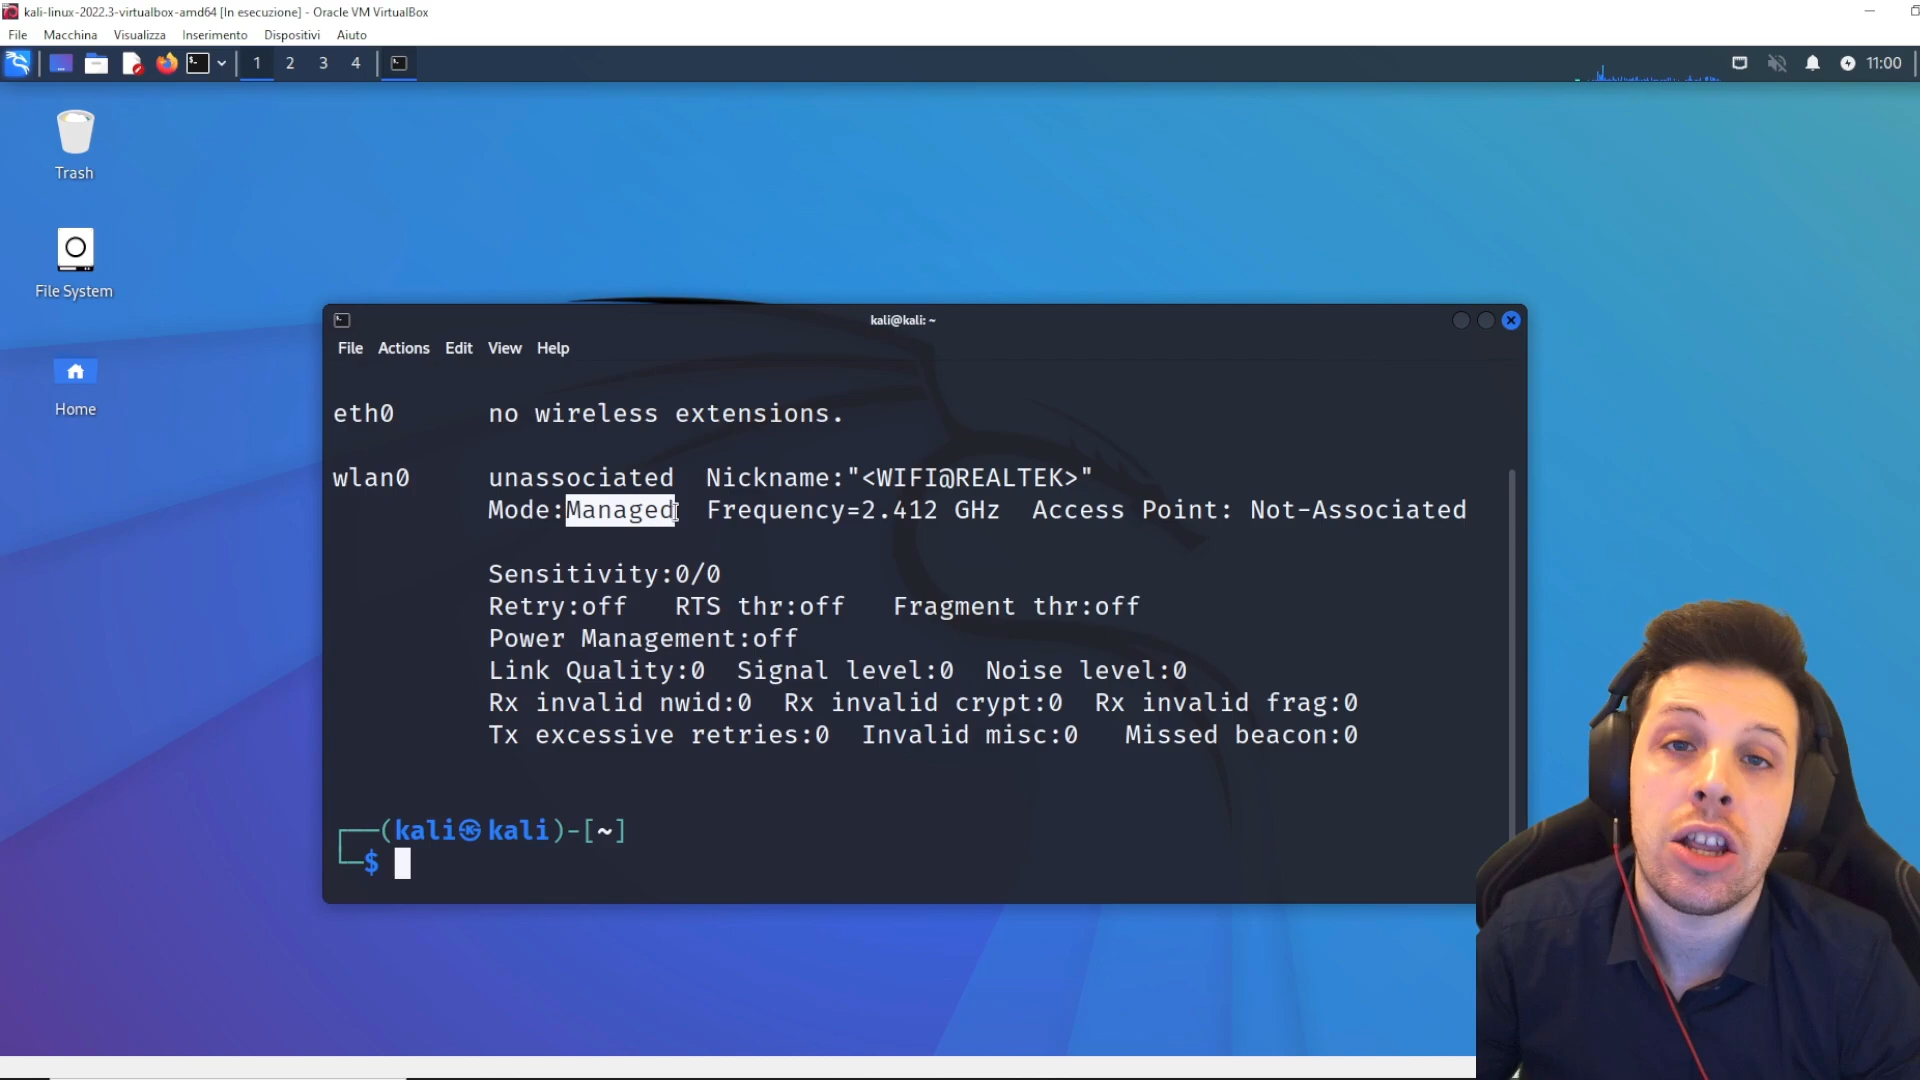 kali-linux-2022.3-virtualbox-amd64 [In esecuzione] - Oracle VM VirtualBox
File Macchina Visualizza Inserimento Dispositivi Aiuto
1 2 3 4 11:00
Trash
File System
Home
kali@kali: ~
File Actions Edit View Help
eth0 no wireless extensions.
wlan0 unassociated Nickname:"<WIFI@REALTEK>"
Mode:Managed Frequency=2.412 GHz Access Point: Not-Associated
Sensitivity:0/0
Retry:off RTS thr:off Fragment thr:off
Power Management:off
Link Quality:0 Signal level:0 Noise level:0
Rx invalid nwid:0 Rx invalid crypt:0 Rx invalid frag:0
Tx excessive retries:0 Invalid misc:0 Missed beacon:0
┌──(kali㉿kali)-[~]
└─$